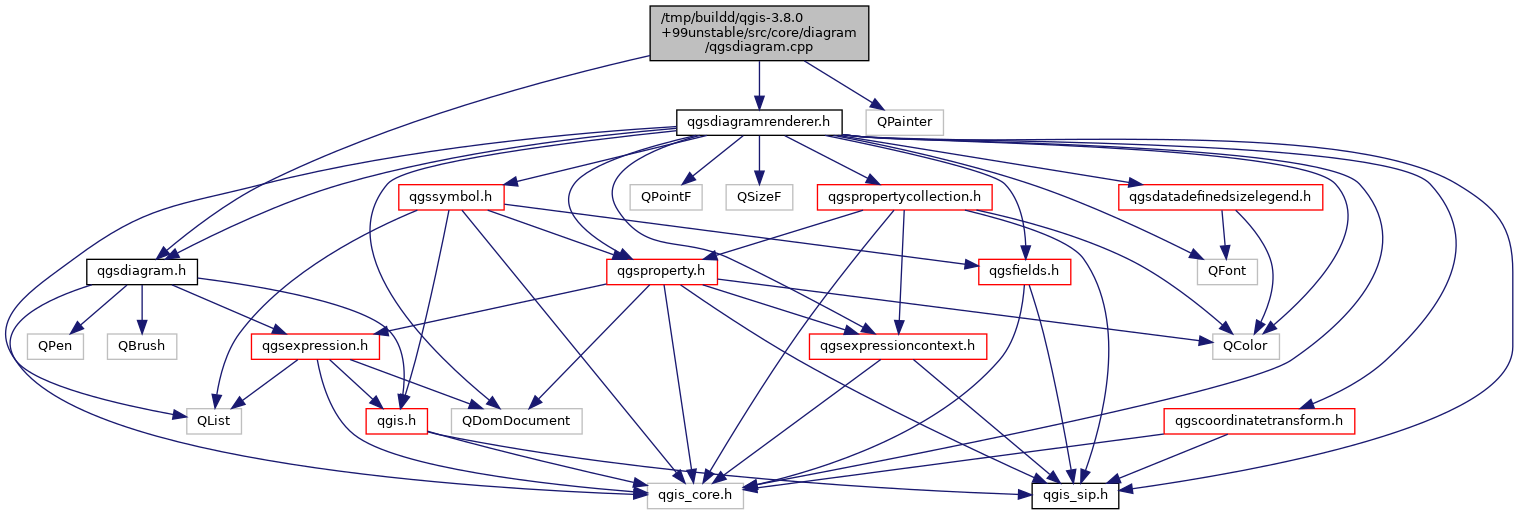 /tmp/buildd/qgis-3.8.0
+99unstable/src/core/diagram
/qgsdiagram.cpp
qgsdiagramrenderer.h
QPainter
qgssymbol.h
QPointF
QSizeF
qgspropertycollection.h
qgsdatadefinedsizelegend.h
qgsdiagram.h
qgsproperty.h
qgsfields.h
QFont
QPen
QBrush
qgsexpression.h
qgsexpressioncontext.h
QColor
QList
qgis.h
QDomDocument
qgscoordinatetransform.h
qgis_core.h
qgis_sip.h